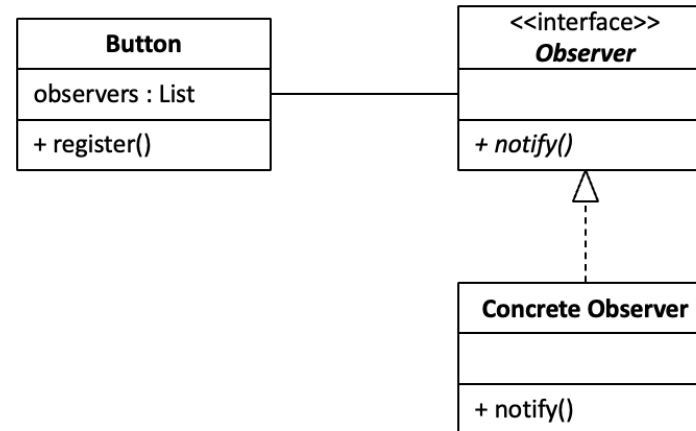 Button
observers : List
+ register()
<<interface>>
Observer
+ notify()
Concrete Observer
+ notify()